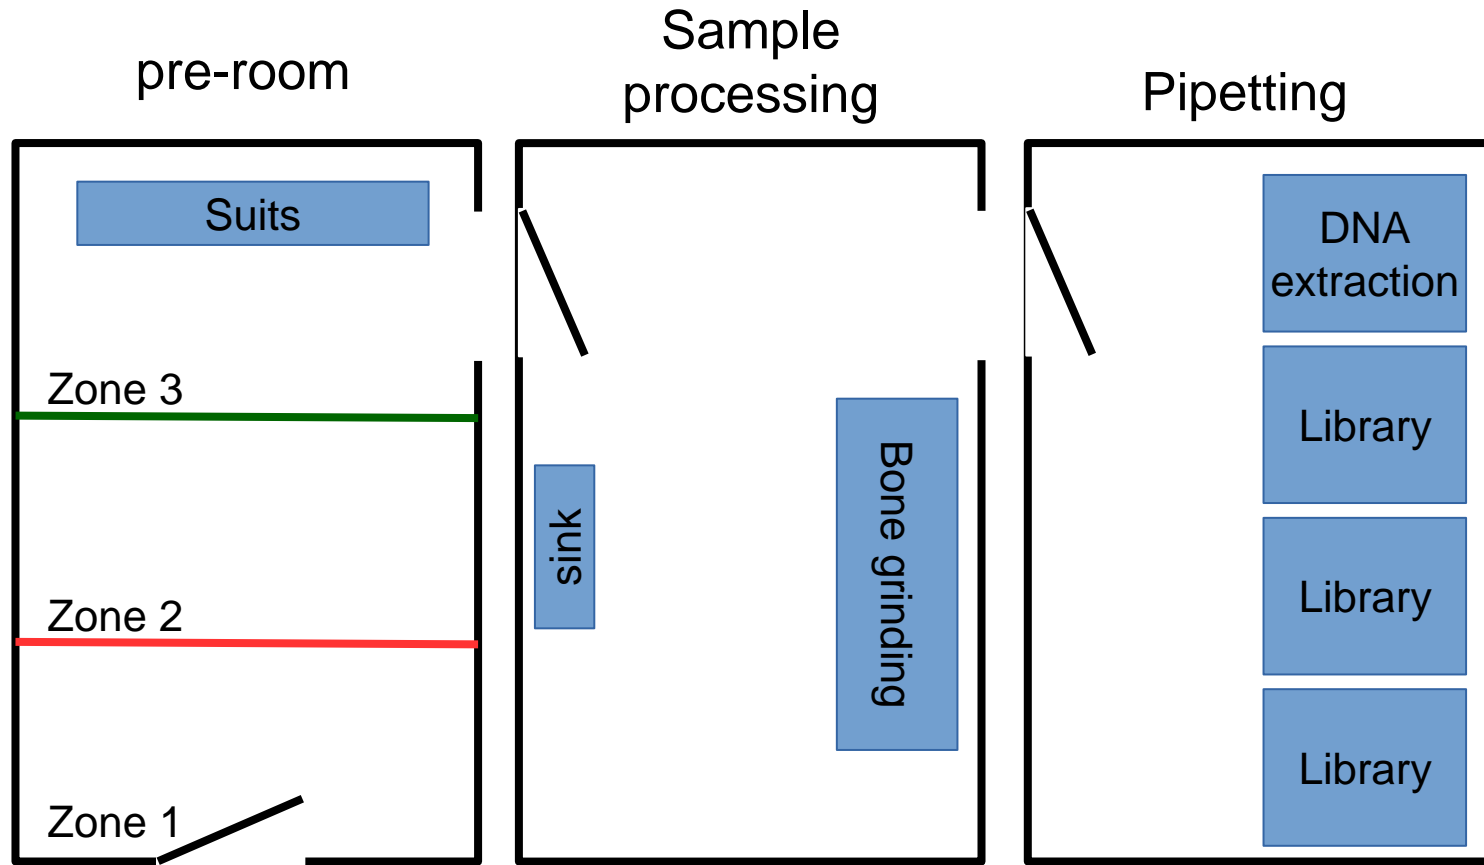 pre-room
Suits
Zone 3
Zone 2
Zone 1
Sample
processing
sink
Bone grinding
Pipetting
DNA
extraction
Library
Library
Library